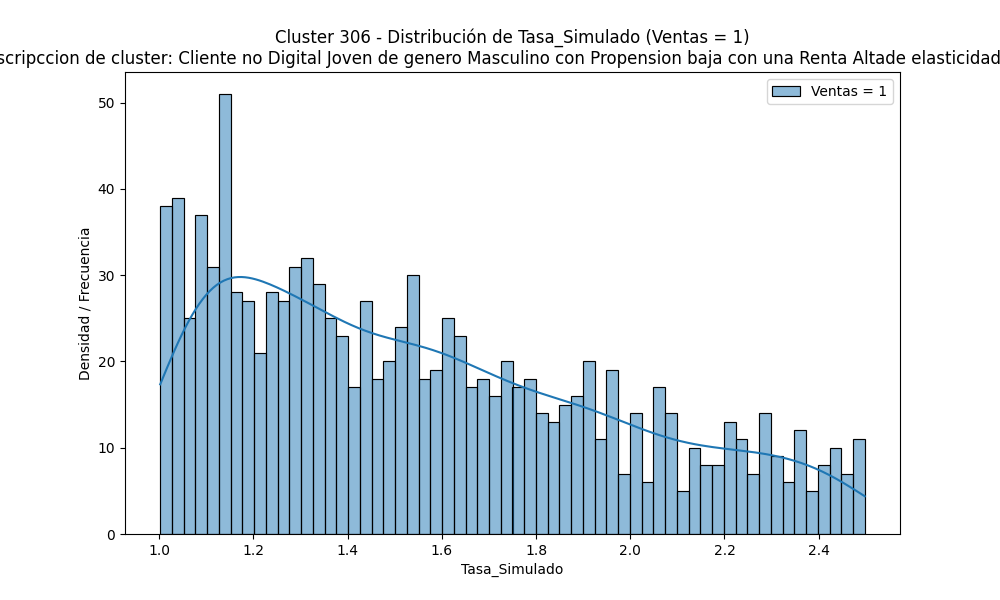 Cluster 306 - Distribución de Tasa_Simulado (Ventas = 1)
scripccion de cluster: Cliente no Digital Joven de genero Masculino con Propension baja con una Renta Altade elasticidad
Ventas = 1
50
40
30
20
10
0
Densidad / Frecuencia
1.0 1.2 1.4 1.6 1.8 2.0 2.2 2.4
Tasa_Simulado